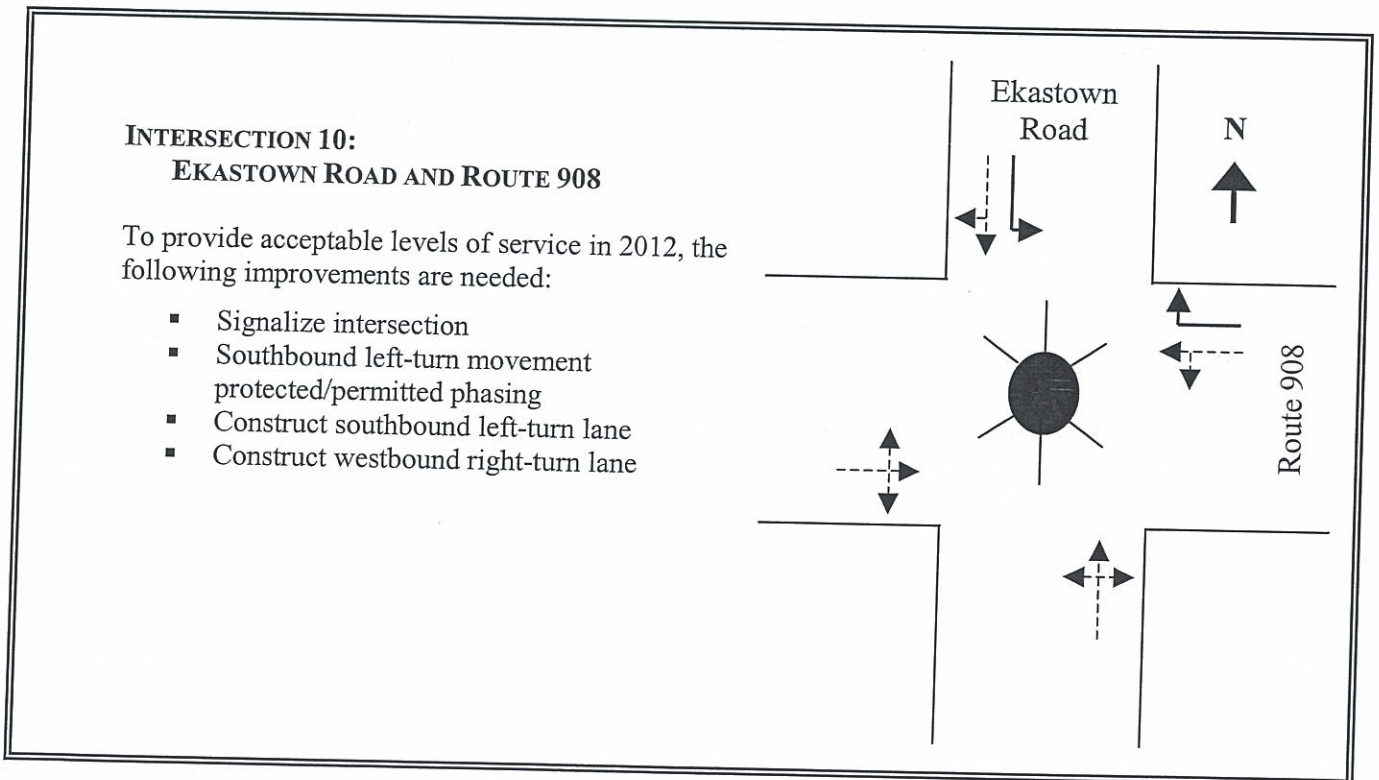 INTERSECTION 10:
EKASTOWN ROAD AND ROUTE 908
To provide acceptable levels of service in 2012, the
following improvements are needed:
▪ Signalize intersection
▪ Southbound left-turn movement
protected/permitted phasing
▪ Construct southbound left-turn lane
▪ Construct westbound right-turn lane
Ekastown
Road
N
Route 908